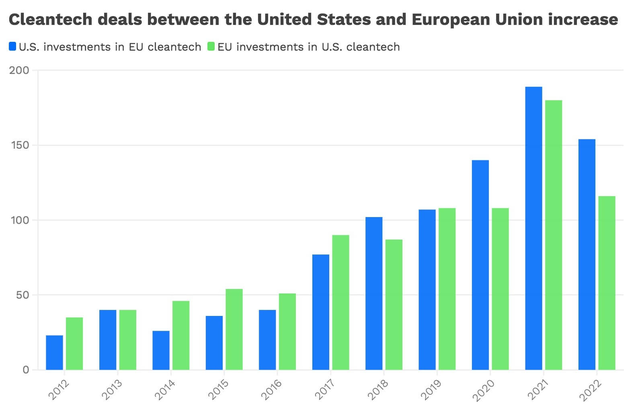 Cleantech deals between the United States and European Union increase
U.S. investments in EU cleantech EU investments in U.S. cleantech
200
150
100
50
0
2012 2013 2014 2015 2016 2017 2018 2019 2020 2021 2022